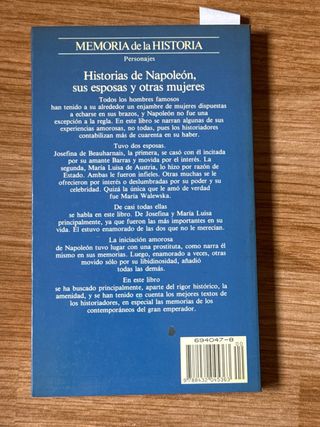 MEMORIA de la HISTORIA
Personajes
Historias de Napoleón,
sus esposas y otras mujeres
Todos los hombres famosos
han tenido a su alrededor un enjambre de mujeres dispuestas
a echarse en sus brazos, y Napoleón no fue una
excepción a la regla. En este libro se narran algunas de sus
experiencias amorosas, no todas, pues los historiadores
contabilizan más de cuarenta en su haber.
Tuvo dos esposas.
Josefina de Beauharnais, la primera, se casó con él incitada
por su amante Barras y movida por el interés. La
segunda, María Luisa de Austria, lo hizo por razón de
Estado. Ambas le fueron infieles. Otras muchas se le
ofrecieron por interés o deslumbradas por su poder y su
celebridad. Quizá la única que le amó de verdad
fue María Walewska.
De casi todas ellas
se habla en este libro. De Josefina y María Luisa
principalmente, ya que fueron las más importantes en su
vida. El estuvo enamorado de las dos que no le merecían.
La iniciación amorosa
de Napoleón tuvo lugar con una prostituta, como narra él
mismo en sus memorias. Luego, enamorado a veces, otras
movido sólo por su libidinosidad, añadió
todas las demás.
En este libro
se ha buscado principalmente, aparte del rigor histórico, la
amenidad, y se han tenido en cuenta los mejores textos de
los historiadores, en especial las memorias de los
contemporáneos del gran emperador.
694047-8
00
9 788432 045363